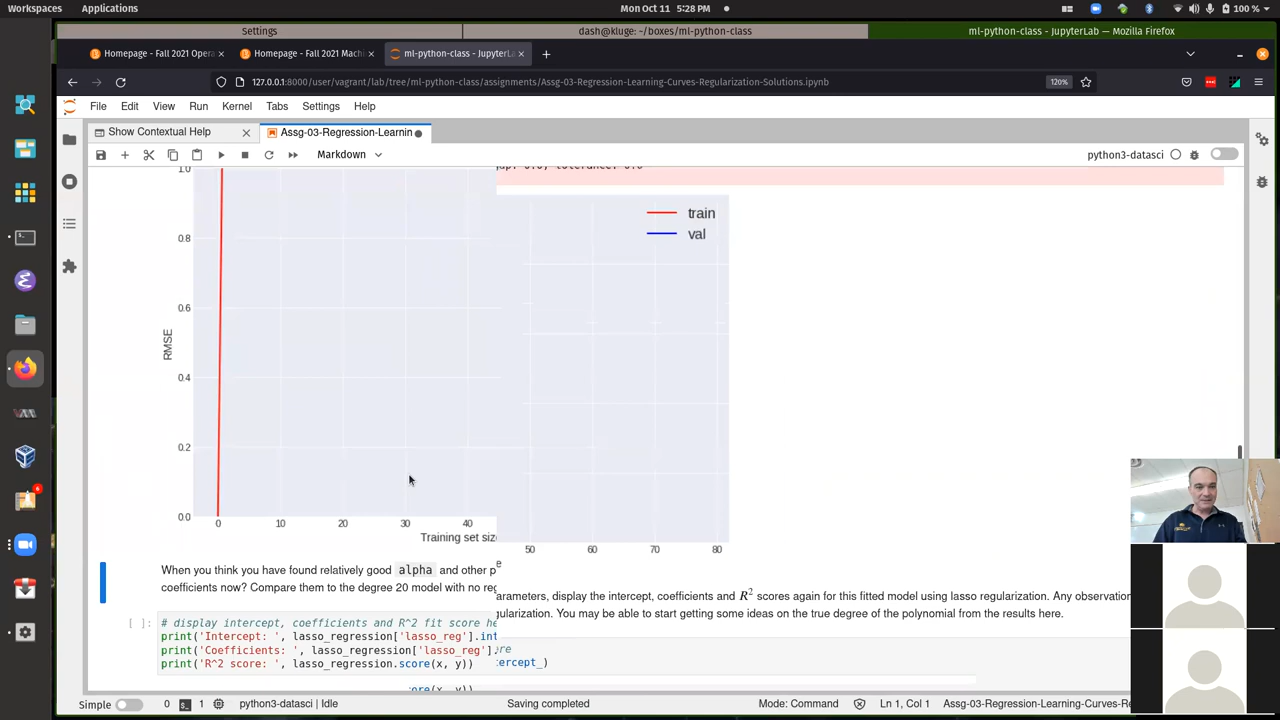 Workspaces Applications Mon Oct 11 5:28 PM 100 %
Settings dash@kluge: ~/boxes/ml-python-class ml-python-class - JupyterLab — Mozilla Firefox
Homepage - Fall 2021 Opera Homepage - Fall 2021 Machi ml-python-class - JupyterLab
127.0.0.1:8000/user/vagrant/lab/tree/ml-python-class/assignments/Assg-03-Regression-Learning-Curves-Regularization-Solutions.ipynb 120%
File Edit View Run Kernel Tabs Settings Help
Show Contextual Help Assg-03-Regression-Learnin
Markdown python3-datasci
1.0
train
val
0.8
0.6
RMSE
0.4
0.2
0.0
0 10 20 30 40
50 60 70 80
Training set size
When you think you have found relatively good alpha and other p
coefficients now? Compare them to the degree 20 model with no reg
arameters, display the intercept, coefficients and R² scores again for this fitted model using lasso regularization. Any observation
gularization. You may be able to start getting some ideas on the true degree of the polynomial from the results here.
[ ]: # display intercept, coefficients and R^2 fit score he
print('Intercept: ', lasso_regression['lasso_reg'].int
print('Coefficients: ', lasso_regression['lasso_reg'].
print('R^2 score: ', lasso_regression.score(x, y))
ore
tercept_)
ore(x, y))
Simple 0 1 python3-datasci | Idle Saving completed Mode: Command Ln 1, Col 1 Assg-03-Regression-Learning-Curves-Re